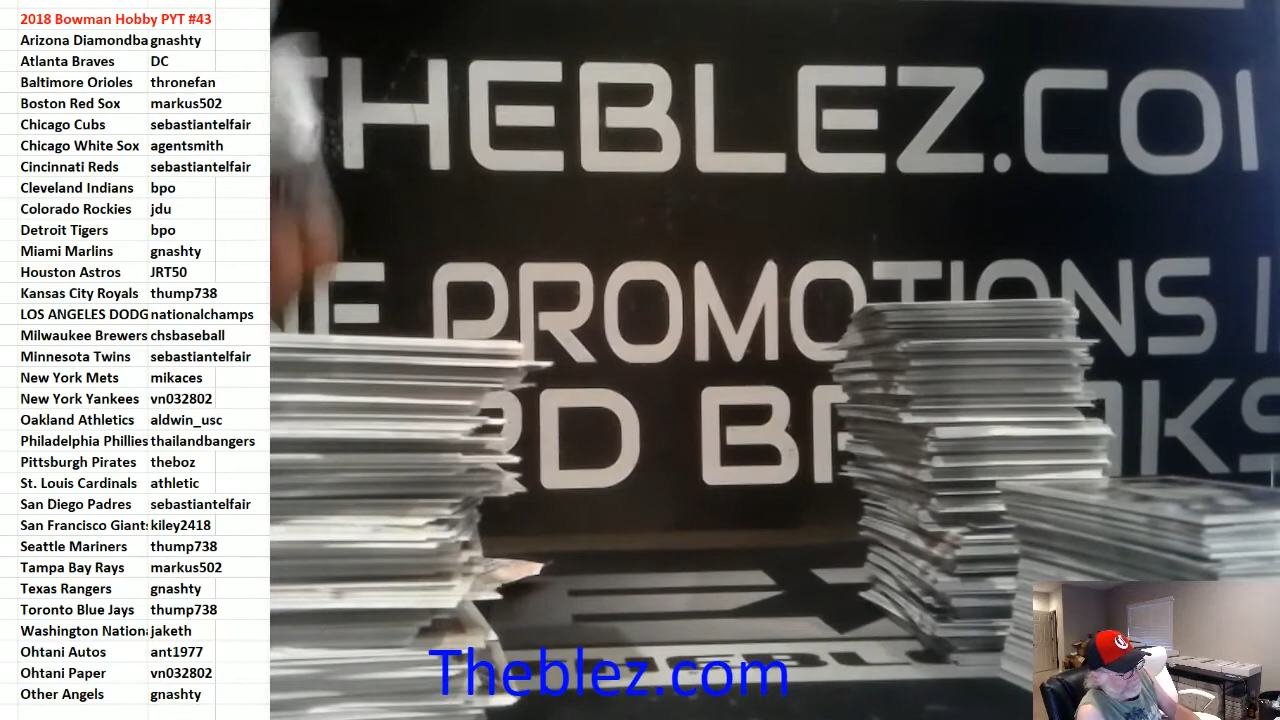 2018 Bowman Hobby PYT #43
Arizona Diamondba gnashty
Atlanta Braves DC
Baltimore Orioles thronefan
Boston Red Sox markus502
Chicago Cubs sebastiantelfair
Chicago White Sox agentsmith
Cincinnati Reds sebastiantelfair
Cleveland Indians bpo
Colorado Rockies jdu
Detroit Tigers bpo
Miami Marlins gnashty
Houston Astros JRT50
Kansas City Royals thump738
LOS ANGELES DODG nationalchamps
Milwaukee Brewers chsbaseball
Minnesota Twins sebastiantelfair
New York Mets mikaces
New York Yankees vn032802
Oakland Athletics aldwin_usc
Philadelphia Phillies thailandbangers
Pittsburgh Pirates theboz
St. Louis Cardinals athletic
San Diego Padres sebastiantelfair
San Francisco Giants kiley2418
Seattle Mariners thump738
Tampa Bay Rays markus502
Texas Rangers gnashty
Toronto Blue Jays thump738
Washington Nation jaketh
Ohtani Autos ant1977
Ohtani Paper vn032802
Other Angels gnashty
THEBLEZ.CO
PROMOTIONS
Theblez.com